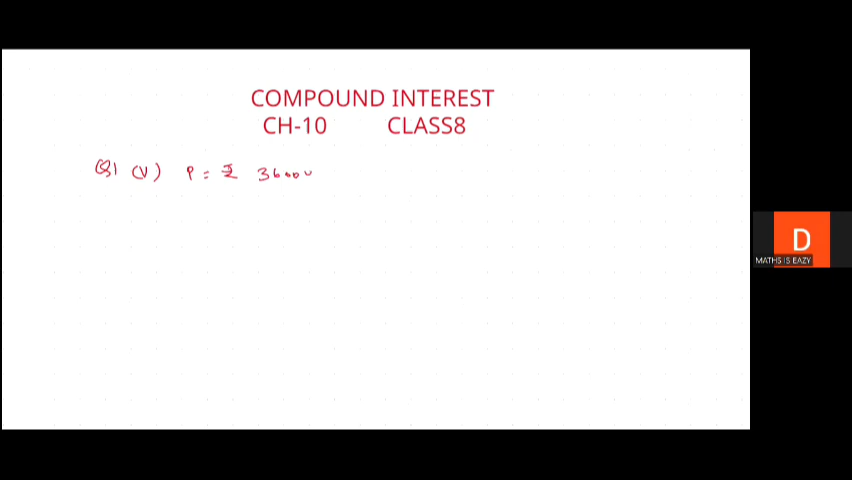 COMPOUND INTEREST
CH-10 CLASS8
Q1 (V) P = ₹ 36000
D
MATHS IS EAZY